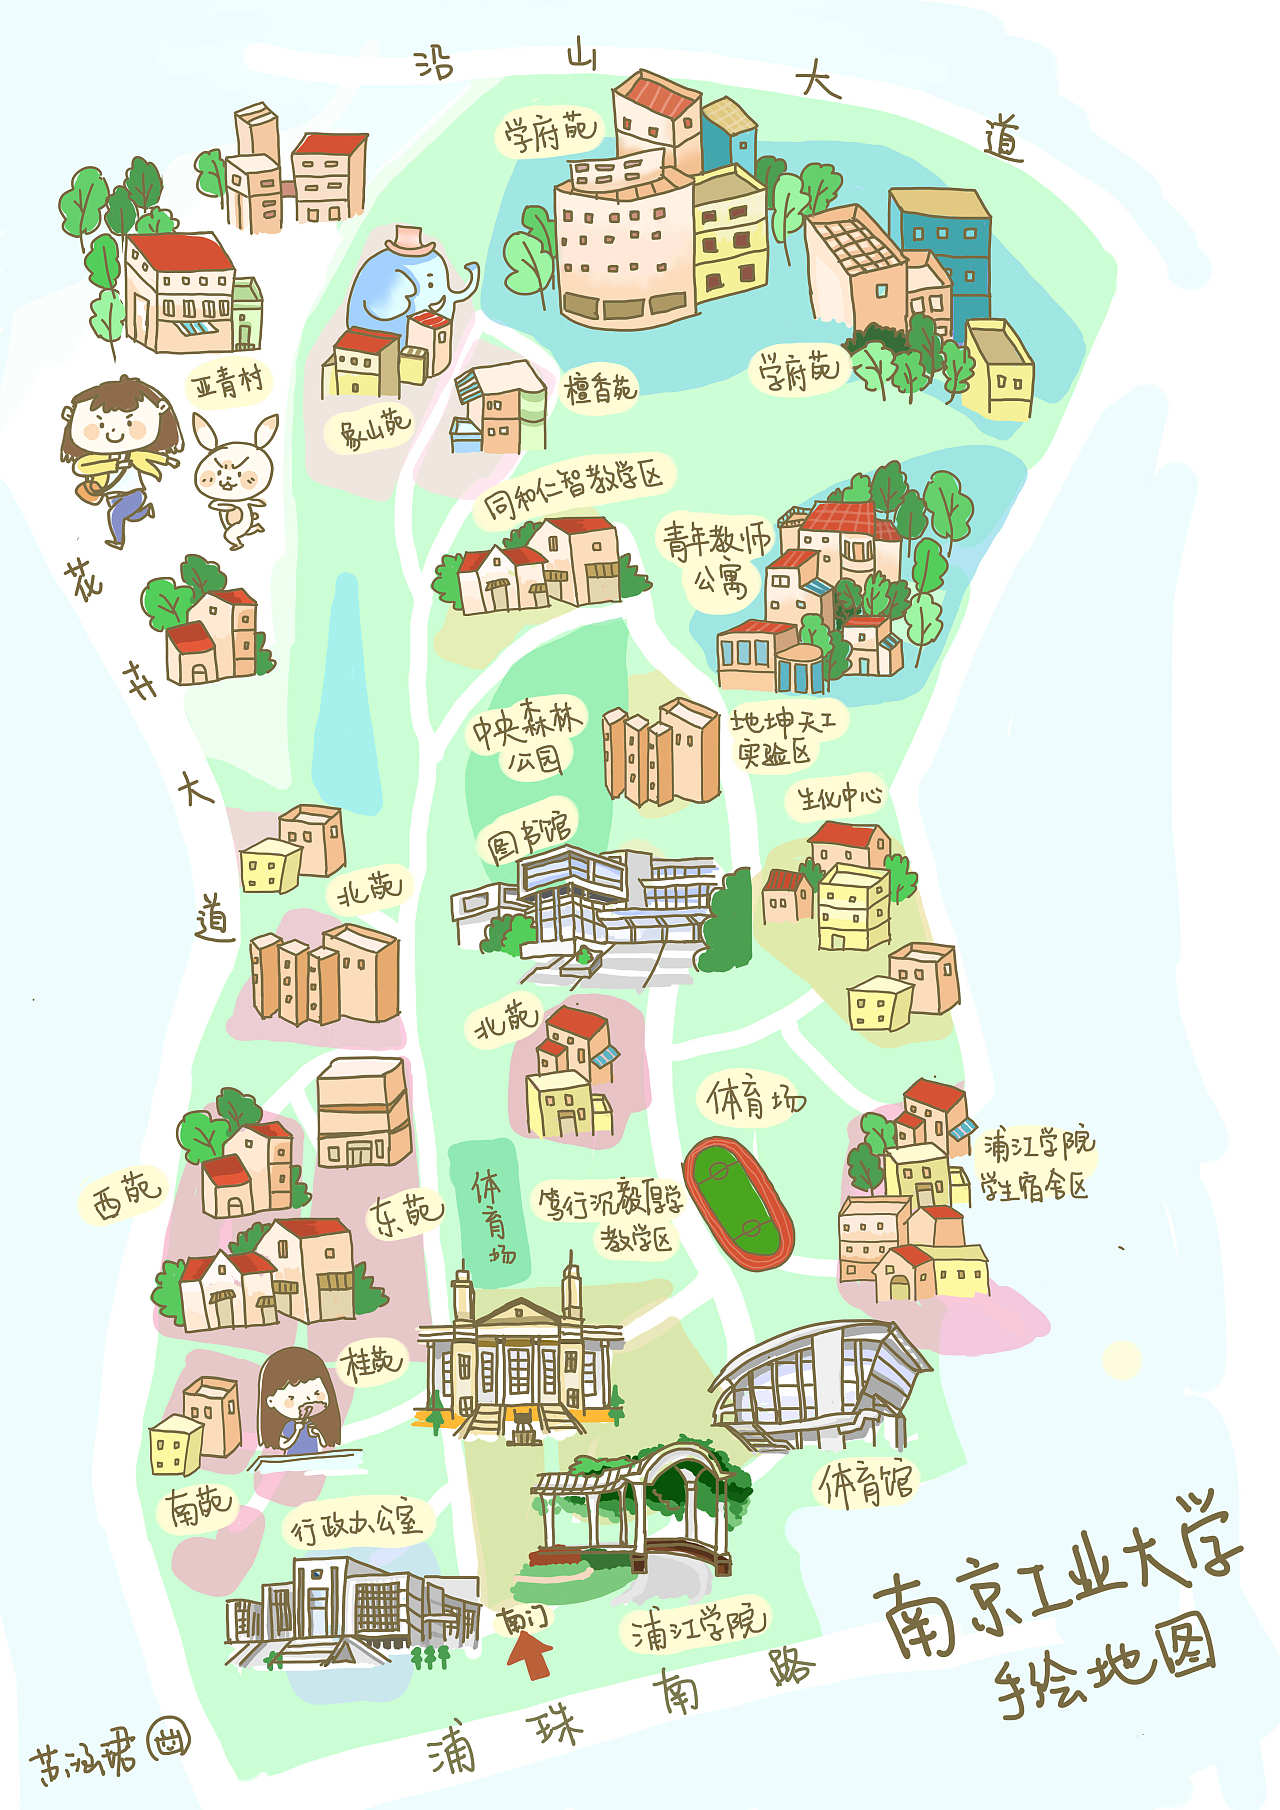 沿山大道
学府苑
亚青村
象山苑
檀香苑
学府苑
同和仁智教学区
青年教师
公寓
花卉大道
中央森林
公园
地坤天工
实验区
生化中心
图书馆
北苑
北苑
体育场
浦江学院
学生宿舍区
西苑
东苑
体育场
笃行沉毅厚学
教学区
桂苑
南苑
行政办公室
体育馆
南门
浦江学院
浦珠南路
南京工业大学
手绘地图